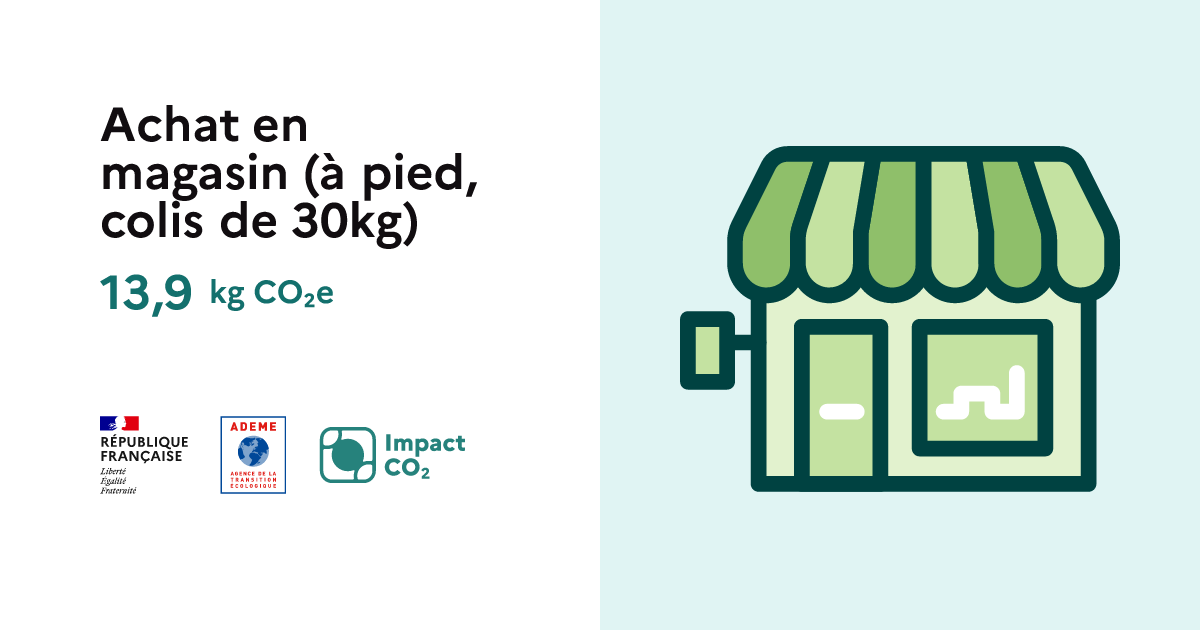 Achat en
magasin (à pied,
colis de 30kg)
13,9 kg CO₂e
RÉPUBLIQUE
FRANÇAISE
Liberté
Égalité
Fraternité
ADEME
AGENCE DE LA
TRANSITION
ÉCOLOGIQUE
Impact
CO₂